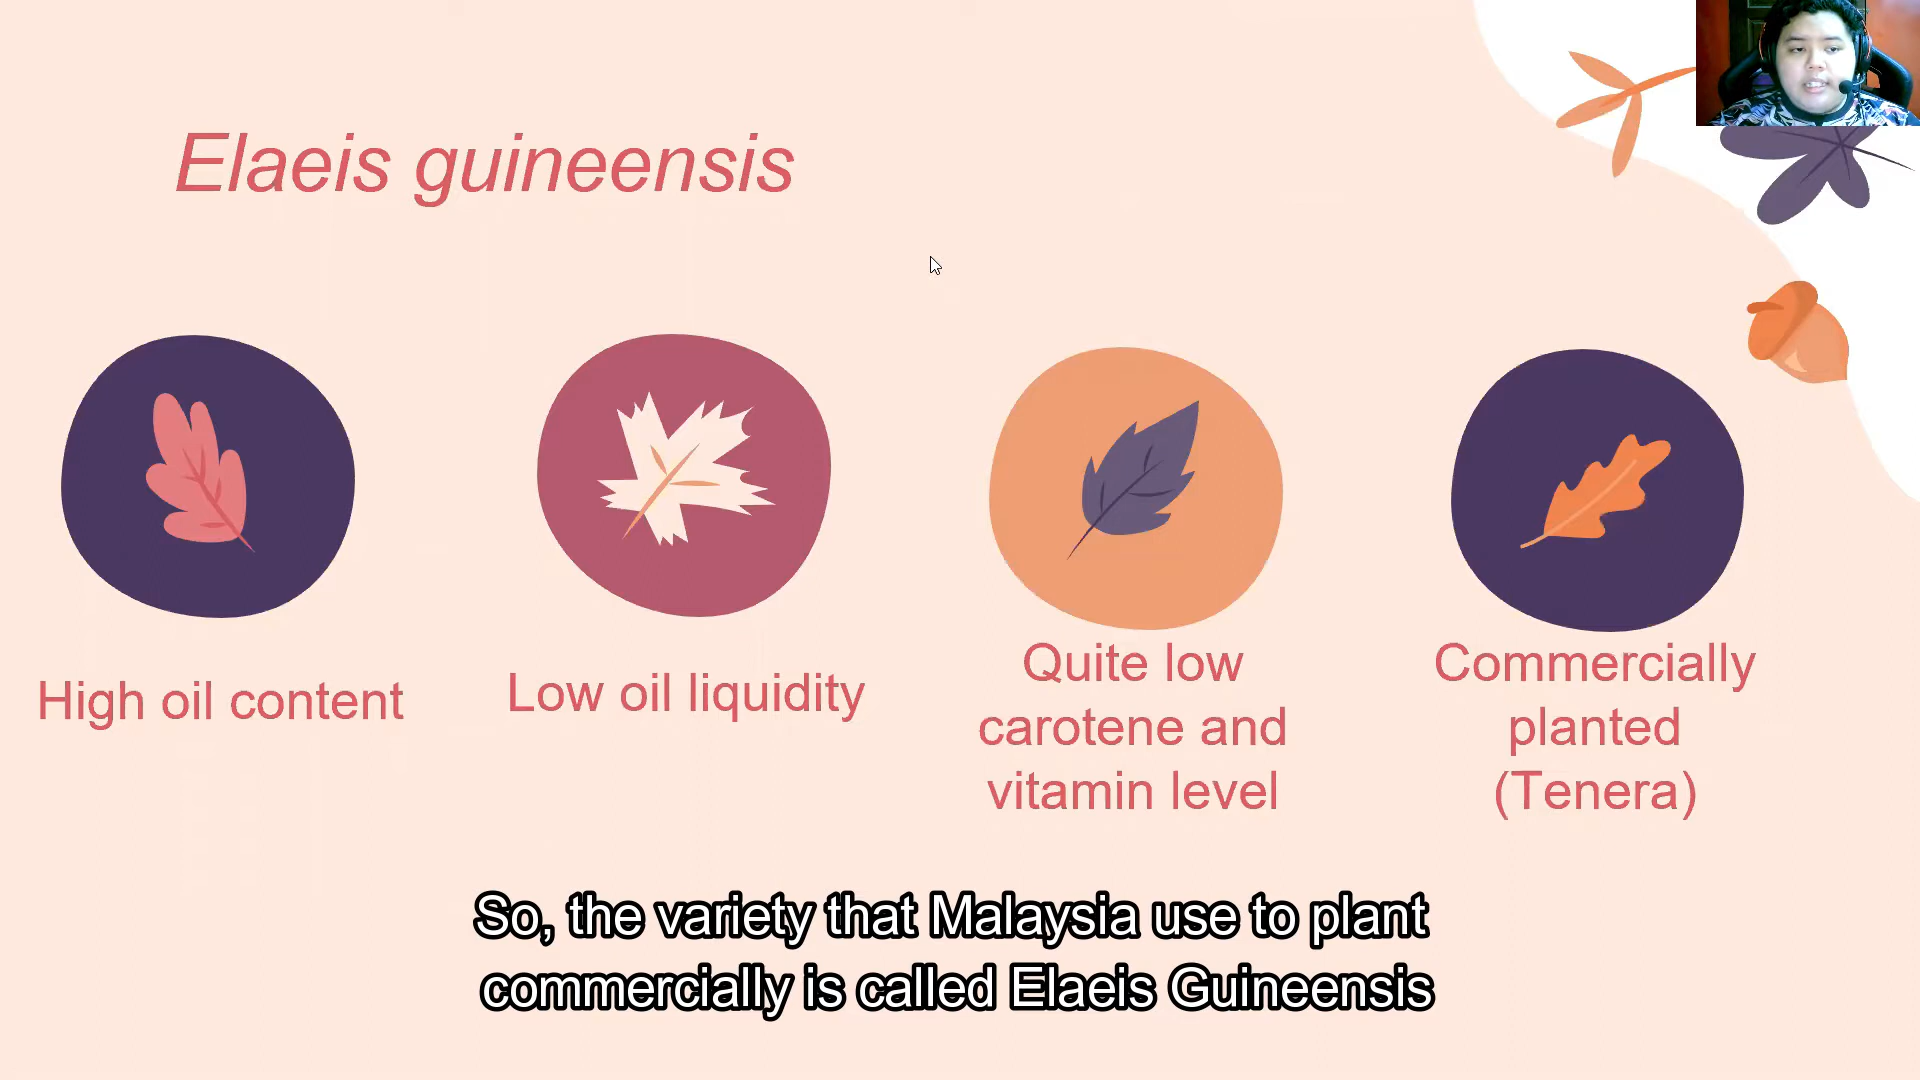 Elaeis guineensis
High oil content
Low oil liquidity
Quite low
carotene and
vitamin level
Commercially
planted
(Tenera)
So, the variety that Malaysia use to plant
commercially is called Elaeis Guineensis